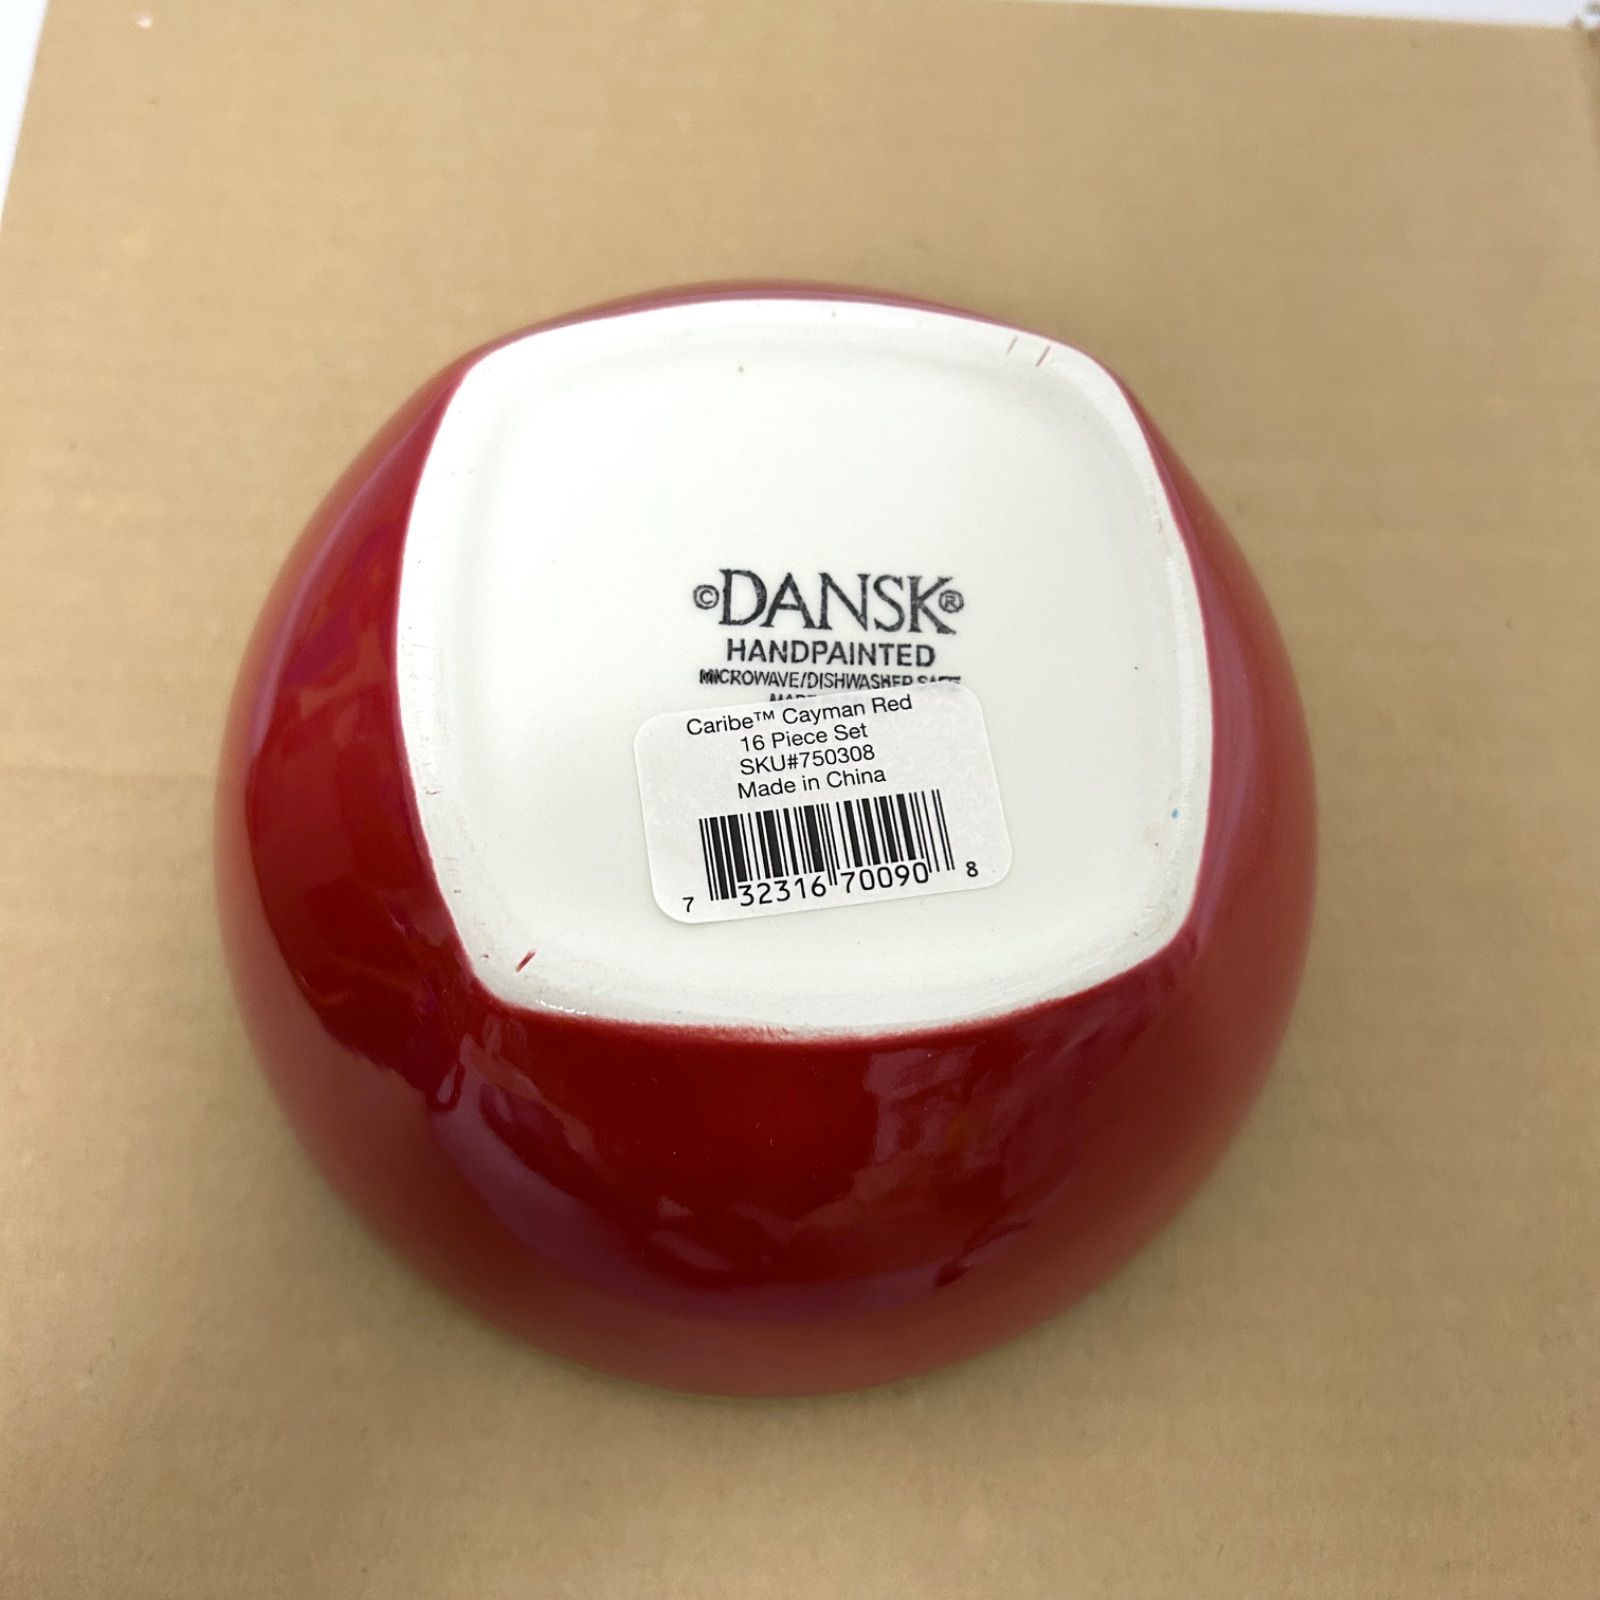 ©DANSK®
HANDPAINTED
MICROWAVE/DISHWASHER SAFE
Caribe™ Cayman Red
16 Piece Set
SKU#750308
Made in China
7 32316 70090 8